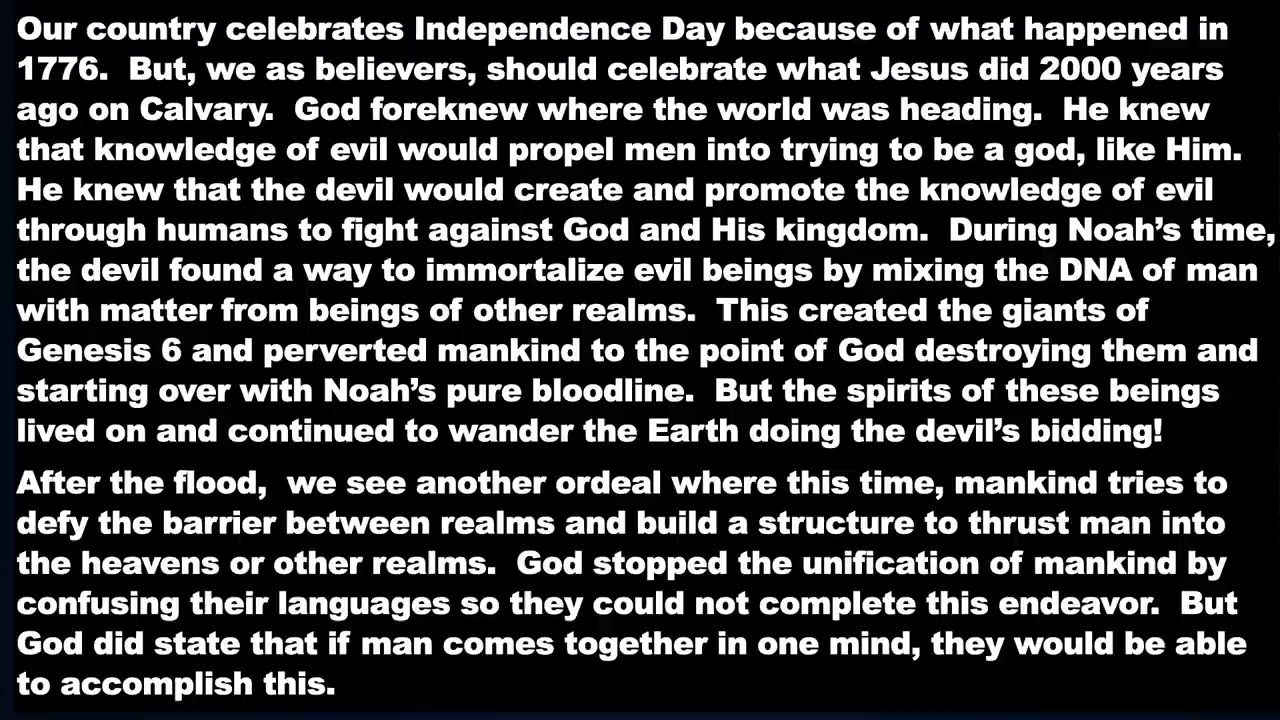 Our country celebrates Independence Day because of what happened in
1776.  But, we as believers, should celebrate what Jesus did 2000 years
ago on Calvary.  God foreknew where the world was heading.  He knew
that knowledge of evil would propel men into trying to be a god, like Him.
He knew that the devil would create and promote the knowledge of evil
through humans to fight against God and His kingdom.  During Noah’s time,
the devil found a way to immortalize evil beings by mixing the DNA of man
with matter from beings of other realms.  This created the giants of
Genesis 6 and perverted mankind to the point of God destroying them and
starting over with Noah’s pure bloodline.  But the spirits of these beings
lived on and continued to wander the Earth doing the devil’s bidding!
After the flood,  we see another ordeal where this time, mankind tries to
defy the barrier between realms and build a structure to thrust man into
the heavens or other realms.  God stopped the unification of mankind by
confusing their languages so they could not complete this endeavor.  But
God did state that if man comes together in one mind, they would be able
to accomplish this.